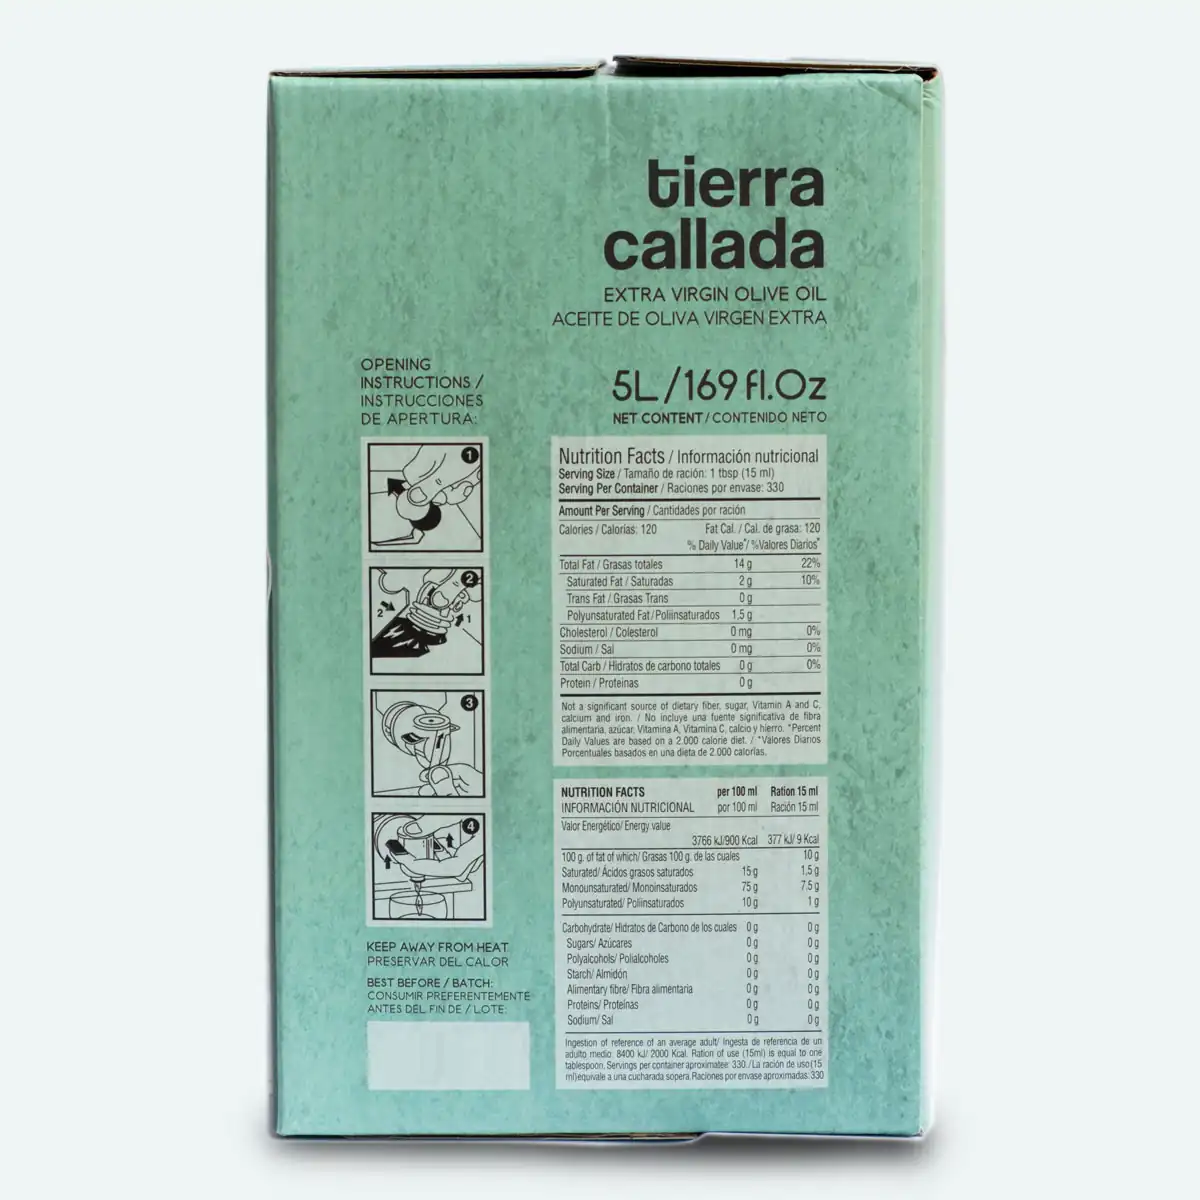 tierra
callada
EXTRA VIRGIN OLIVE OIL
ACEITE DE OLIVA VIRGEN EXTRA
5L/169 fl.Oz
NET CONTENT / CONTENIDO NETO
OPENING
INSTRUCTIONS /
INSTRUCCIONES
DE APERTURA:
1
2
2
1
3
4
KEEP AWAY FROM HEAT
PRESERVAR DEL CALOR
BEST BEFORE / BATCH:
CONSUMIR PREFERENTEMENTE
ANTES DEL FIN DE / LOTE:
Nutrition Facts / Información nutricional
Serving Size / Tamaño de ración: 1 tbsp (15 ml)
Serving Per Container / Raciones por envase: 330
Amount Per Serving / Cantidades por ración
Calories / Calorías: 120 Fat Cal. / Cal. de grasa: 120
% Daily Value*/ %Valores Diarios*
Total Fat / Grasas totales 14 g 22%
Saturated Fat / Saturadas 2 g 10%
Trans Fat / Grasas Trans 0 g
Polyunsaturated Fat / Poliinsaturados 1,5 g
Cholesterol / Colesterol 0 mg 0%
Sodium / Sal 0 mg 0%
Total Carb / Hidratos de carbono totales 0 g 0%
Protein / Proteínas 0 g
Not a significant source of dietary fiber, sugar, Vitamin A and C,
calcium and iron. / No incluye una fuente significativa de fibra
alimentaria, azúcar, Vitamina A, Vitamina C, calcio y hierro. *Percent
Daily Values are based on a 2.000 calorie diet. / *Valores Diarios
Porcentuales basados en una dieta de 2.000 calorías.
NUTRITION FACTS per 100 ml Ration 15 ml
INFORMACIÓN NUTRICIONAL por 100 ml Ración 15 ml
Valor Energético/ Energy value
3766 kJ/900 Kcal 377 kJ/ 9 Kcal
100 g. of fat of which/ Grasas 100 g. de las cuales 10 g
Saturated/ Ácidos grasos saturados 15 g 1,5 g
Monounsaturated/ Monoinsaturados 75 g 7,5 g
Polyunsaturated/ Poliinsaturados 10 g 1 g
Carbohydrate/ Hidratos de Carbono de los cuales 0 g 0 g
Sugars/ Azúcares 0 g 0 g
Polyalcohols/ Polialcoholes 0 g 0 g
Starch/ Almidón 0 g 0 g
Alimentary fibre/ Fibra alimentaria 0 g 0 g
Proteins/ Proteínas 0 g 0 g
Sodium/ Sal 0 g 0 g
Ingestion of reference of an average adult/ Ingesta de referencia de un
adulto medio: 8400 kJ/ 2000 Kcal. Ration of use (15ml) is equal to one
tablespoon, Servings per container aproximatee: 330 / La ración de uso (15
ml)equivale a una cucharada sopera. Raciones por envase aproximadas: 330